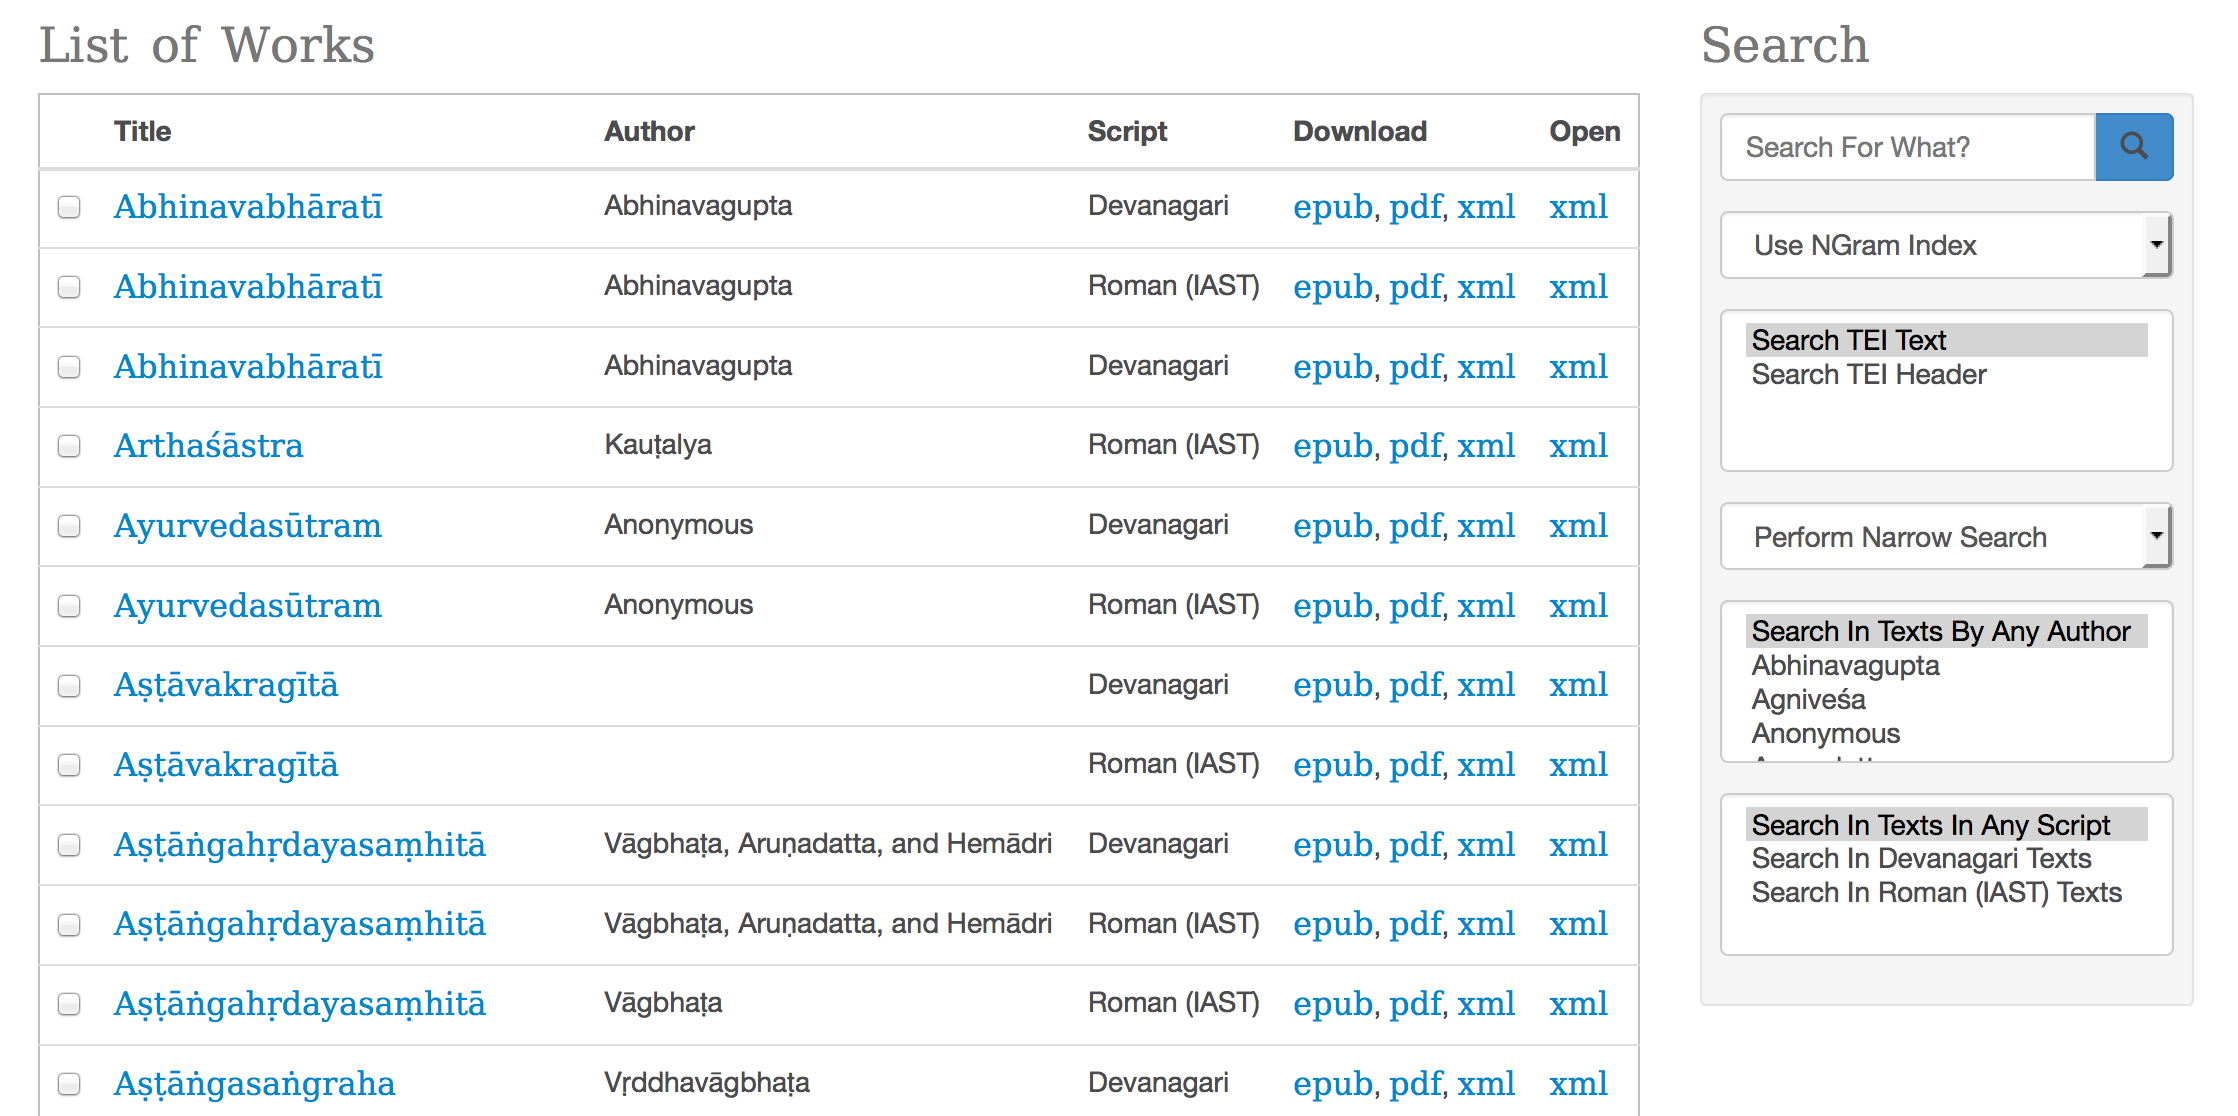 List of Works
Title Author Script Download Open
Abhinavabhāratī Abhinavagupta Devanagari epub, pdf, xml xml
Abhinavabhāratī Abhinavagupta Roman (IAST) epub, pdf, xml xml
Abhinavabhāratī Abhinavagupta Devanagari epub, pdf, xml xml
Arthaśāstra Kauṭalya Roman (IAST) epub, pdf, xml xml
Ayurvedasūtram Anonymous Devanagari epub, pdf, xml xml
Ayurvedasūtram Anonymous Roman (IAST) epub, pdf, xml xml
Aṣṭāvakragītā Devanagari epub, pdf, xml xml
Aṣṭāvakragītā Roman (IAST) epub, pdf, xml xml
Aṣṭāṅgahṛdayasaṃhitā Vāgbhaṭa, Aruṇadatta, and Hemādri Devanagari epub, pdf, xml xml
Aṣṭāṅgahṛdayasaṃhitā Vāgbhaṭa, Aruṇadatta, and Hemādri Roman (IAST) epub, pdf, xml xml
Aṣṭāṅgahṛdayasaṃhitā Vāgbhaṭa Roman (IAST) epub, pdf, xml xml
Aṣṭāṅgasaṅgraha Vṛddhavāgbhaṭa Devanagari epub, pdf, xml xml
Search
Search For What?
Use NGram Index
Search TEI Text
Search TEI Header
Perform Narrow Search
Search In Texts By Any Author
Abhinavagupta
Agniveśa
Anonymous
Search In Texts In Any Script
Search In Devanagari Texts
Search In Roman (IAST) Texts